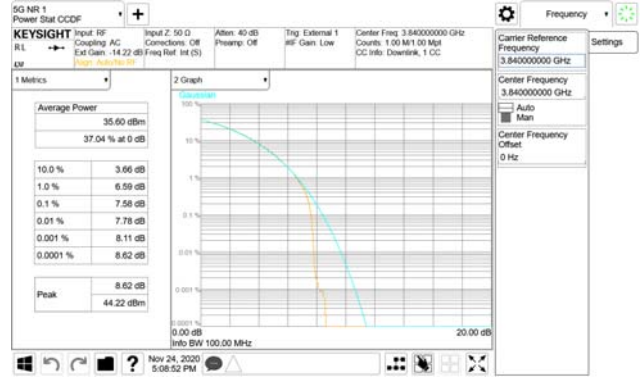 5G NR 1
Power Stat CCDF
Frequency
KEYSIGHT
RL
Input: RF
Coupling: AC
Ext Gain: -14.22 dB
Align: Auto/No RF
Input Z: 50 Ω
Corrections: Off
Freq Ref: Int (S)
Atten: 40 dB
Preamp: Off
Trig: External 1
#IF Gain: Low
Center Freq: 3.840000000 GHz
Counts: 1.00 M/1.00 Mpt
CC Info: Downlink, 1 CC
Carrier Reference
Frequency
3.840000000 GHz
Settings
Center Frequency
3.840000000 GHz
Auto
Man
Center Frequency
Offset
0 Hz
1 Metrics
Average Power
35.60 dBm
37.04 % at 0 dB
10.0 % 3.66 dB
1.0 % 6.59 dB
0.1 % 7.58 dB
0.01 % 7.78 dB
0.001 % 8.11 dB
0.0001 % 8.62 dB
Peak
8.62 dB
44.22 dBm
2 Graph
Gaussian
100 %
10 %
1 %
0.1 %
0.01 %
0.001 %
0.0001 %
0.00 dB
20.00 dB
Info BW 100.00 MHz
Nov 24, 2020
5:08:52 PM